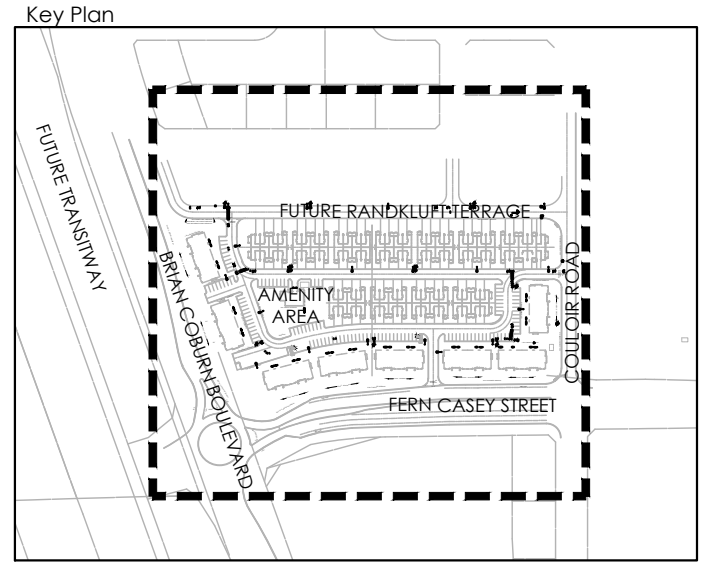 Key Plan
FUTURE TRANSITWAY
FUTURE RANDKLUFT TERRACE
BRIAN COBURN BOULEVARD
AMENITY
AREA
COULOIR ROAD
FERN CASEY STREET